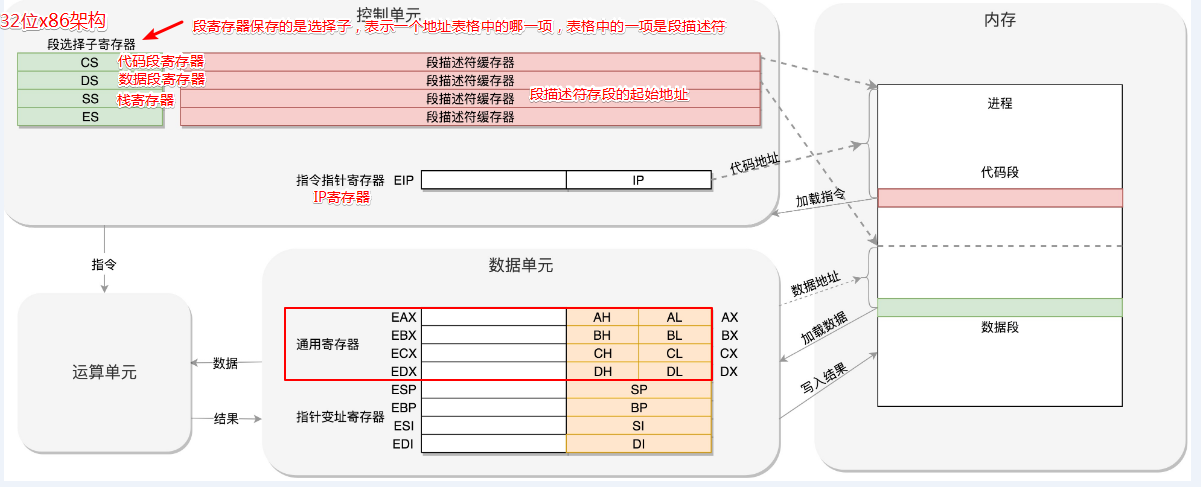 32位x86架构
控制单元
内存
段寄存器保存的是选择子，表示一个地址表格中的哪一项，表格中的一项是段描述符
段选择子寄存器
CS 代码段寄存器 段描述符缓存器
DS 数据段寄存器 段描述符缓存器
SS 栈寄存器 段描述符缓存器 段描述符存段的起始地址
ES 段描述符缓存器
进程
代码地址
代码段
指令指针寄存器 EIP IP
IP寄存器
加载指令
指令
数据单元
数据地址
EAX AH AL AX
EBX BH BL BX
通用寄存器
ECX CH CL CX
EDX DH DL DX
加载数据
数据段
数据
运算单元
写入结果
ESP SP
EBP BP
结果
指针变址寄存器
ESI SI
EDI DI